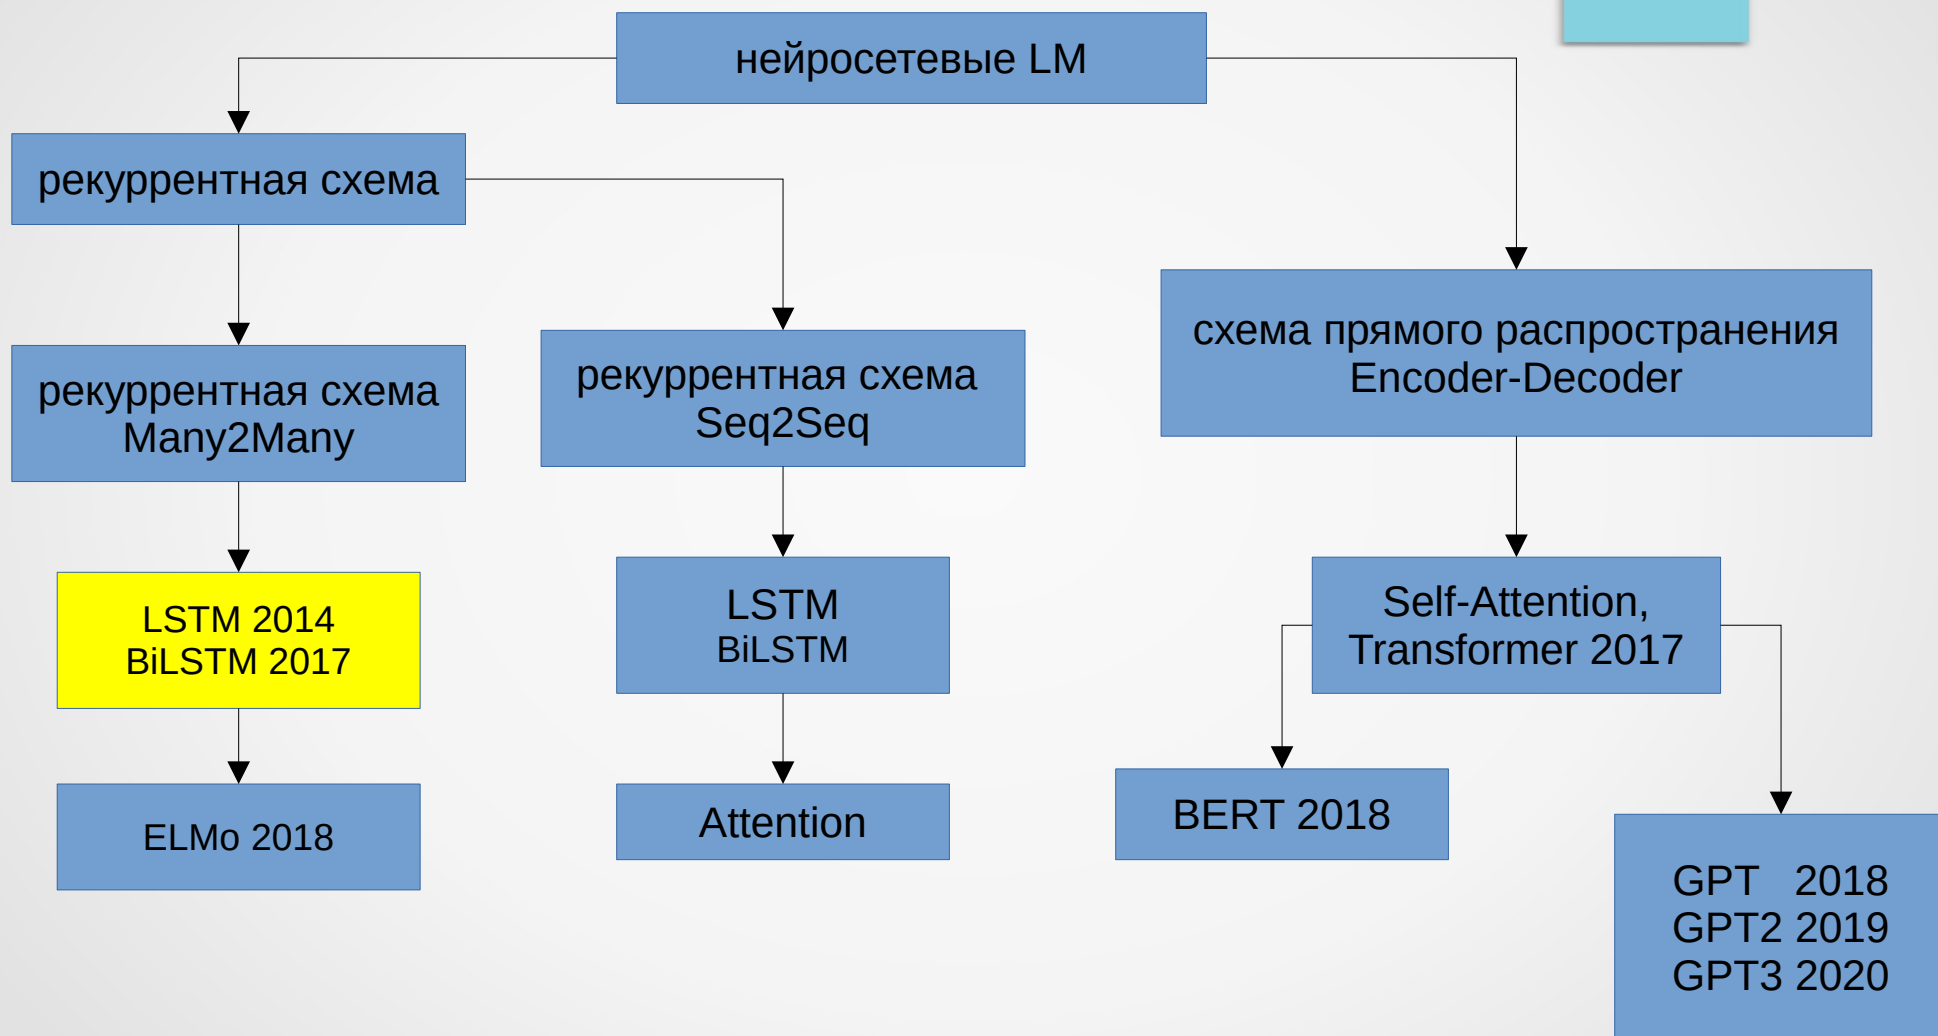 нейросетевые LM
рекуррентная схема
рекуррентная схема
Many2Many
рекуррентная схема
Seq2Seq
схема прямого распространения
Encoder-Decoder
LSTM 2014
BiLSTM 2017
LSTM
BiLSTM
Self-Attention,
Transformer 2017
ELMo 2018
Attention
BERT 2018
GPT   2018
GPT2 2019
GPT3 2020